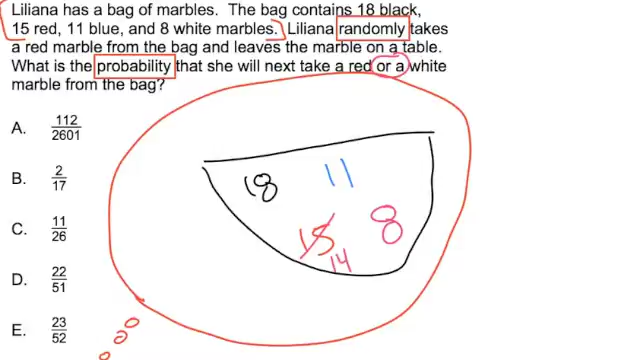 Liliana has a bag of marbles. The bag contains 18 black,
15 red, 11 blue, and 8 white marbles. Liliana randomly takes
a red marble from the bag and leaves the marble on a table.
What is the probability that she will next take a red or a white
marble from the bag?
A. 112/2601
B. 2/17
C. 11/26
D. 22/51
E. 23/52
18 11
15 8
14